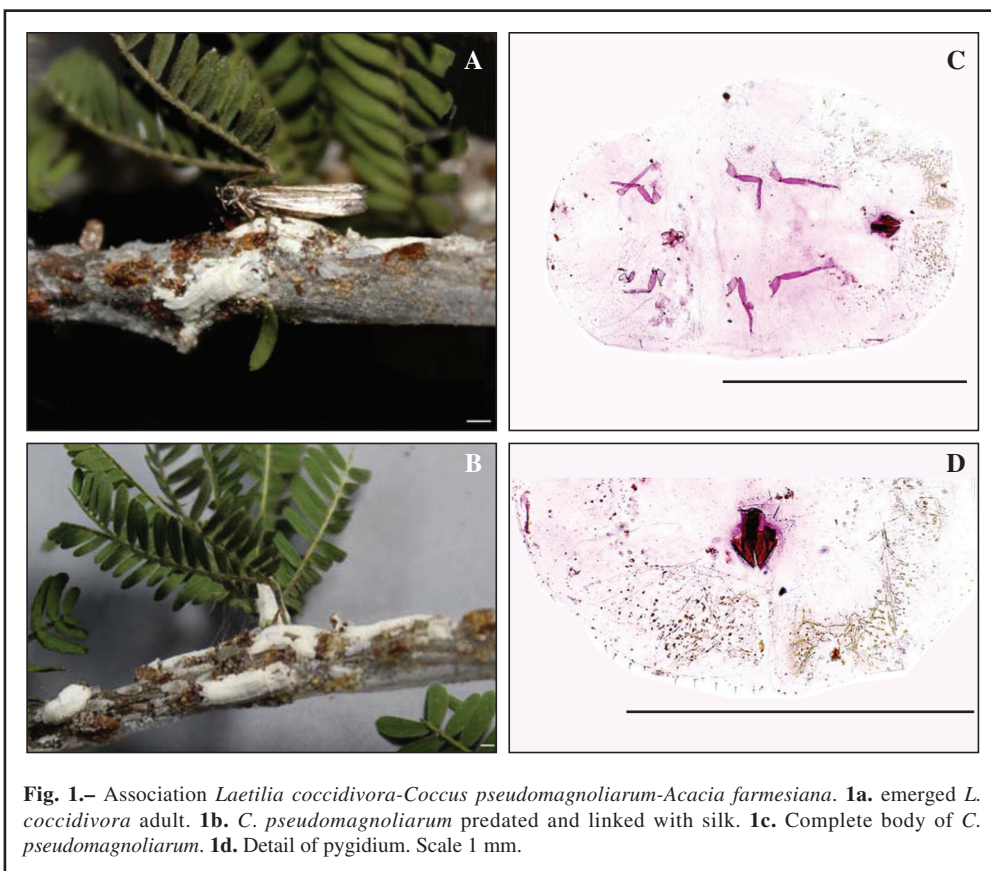 A
C
B
D
Fig. 1.– Association Laetilia coccidivora-Coccus pseudomagnoliarum-Acacia farmesiana. 1a. emerged L.
coccidivora adult. 1b. C. pseudomagnoliarum predated and linked with silk. 1c. Complete body of C.
pseudomagnoliarum. 1d. Detail of pygidium. Scale 1 mm.